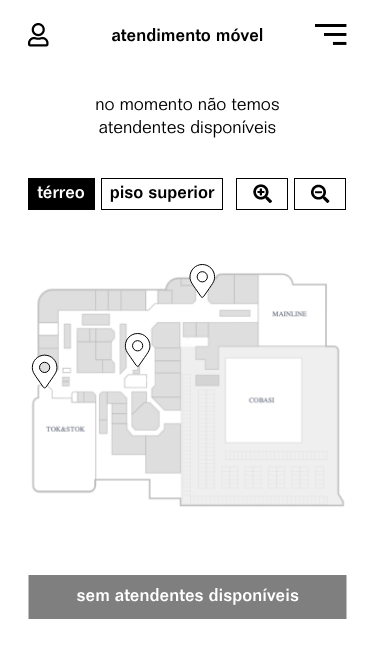 atendimento móvel
no momento não temos
atendentes disponíveis
térreo
piso superior
MAINLINE
COBASI
TOK&STOK
sem atendentes disponíveis